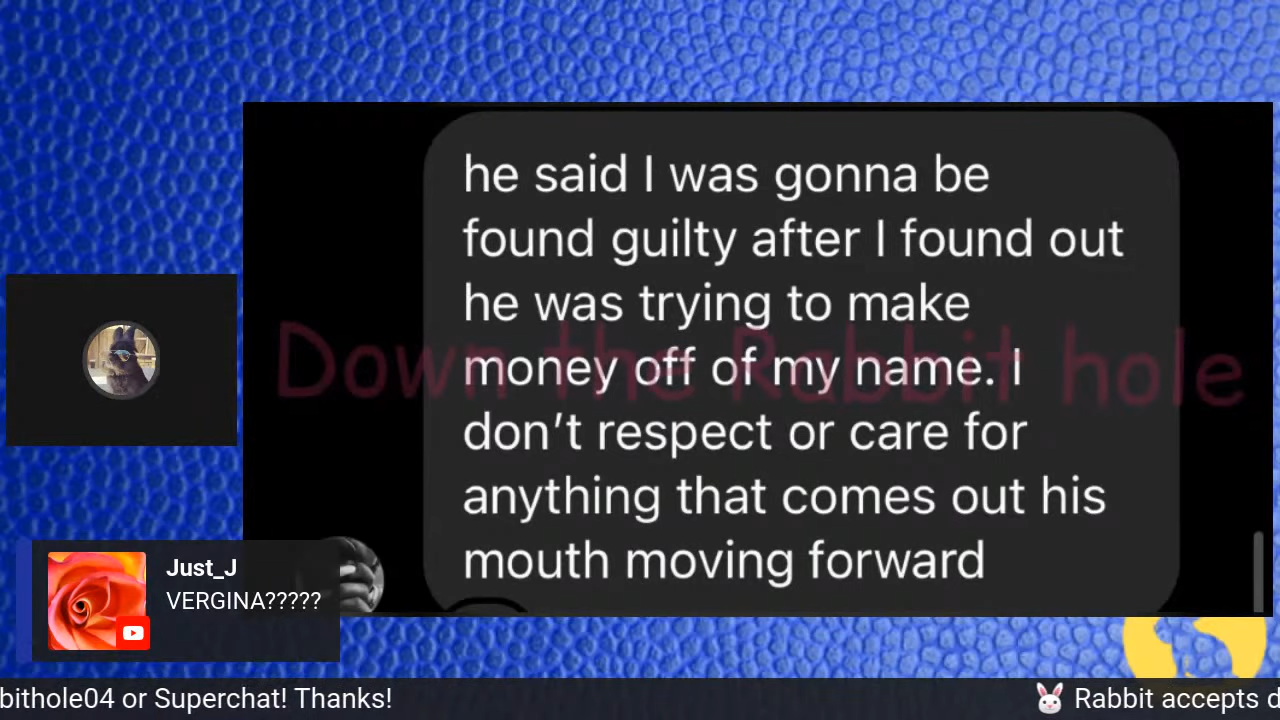 he said I was gonna be
found guilty after I found out
he was trying to make
money off of my name. I
don’t respect or care for
anything that comes out his
mouth moving forward
Down the Rabbit hole
Just_J
VERGINA?????
bithole04 or Superchat! Thanks!
Rabbit accepts d